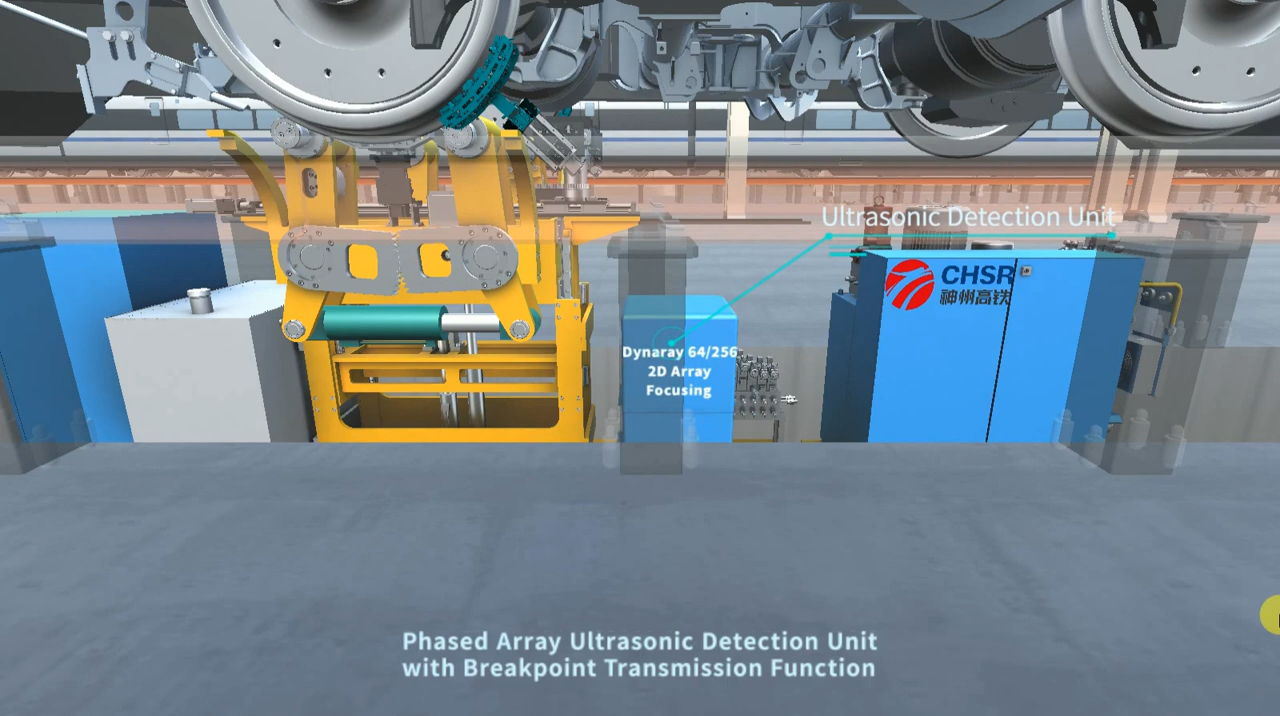 Ultrasonic Detection Unit
CHSR
神州高铁
Dynaray 64/256
2D Array
Focusing
Phased Array Ultrasonic Detection Unit
with Breakpoint Transmission Function